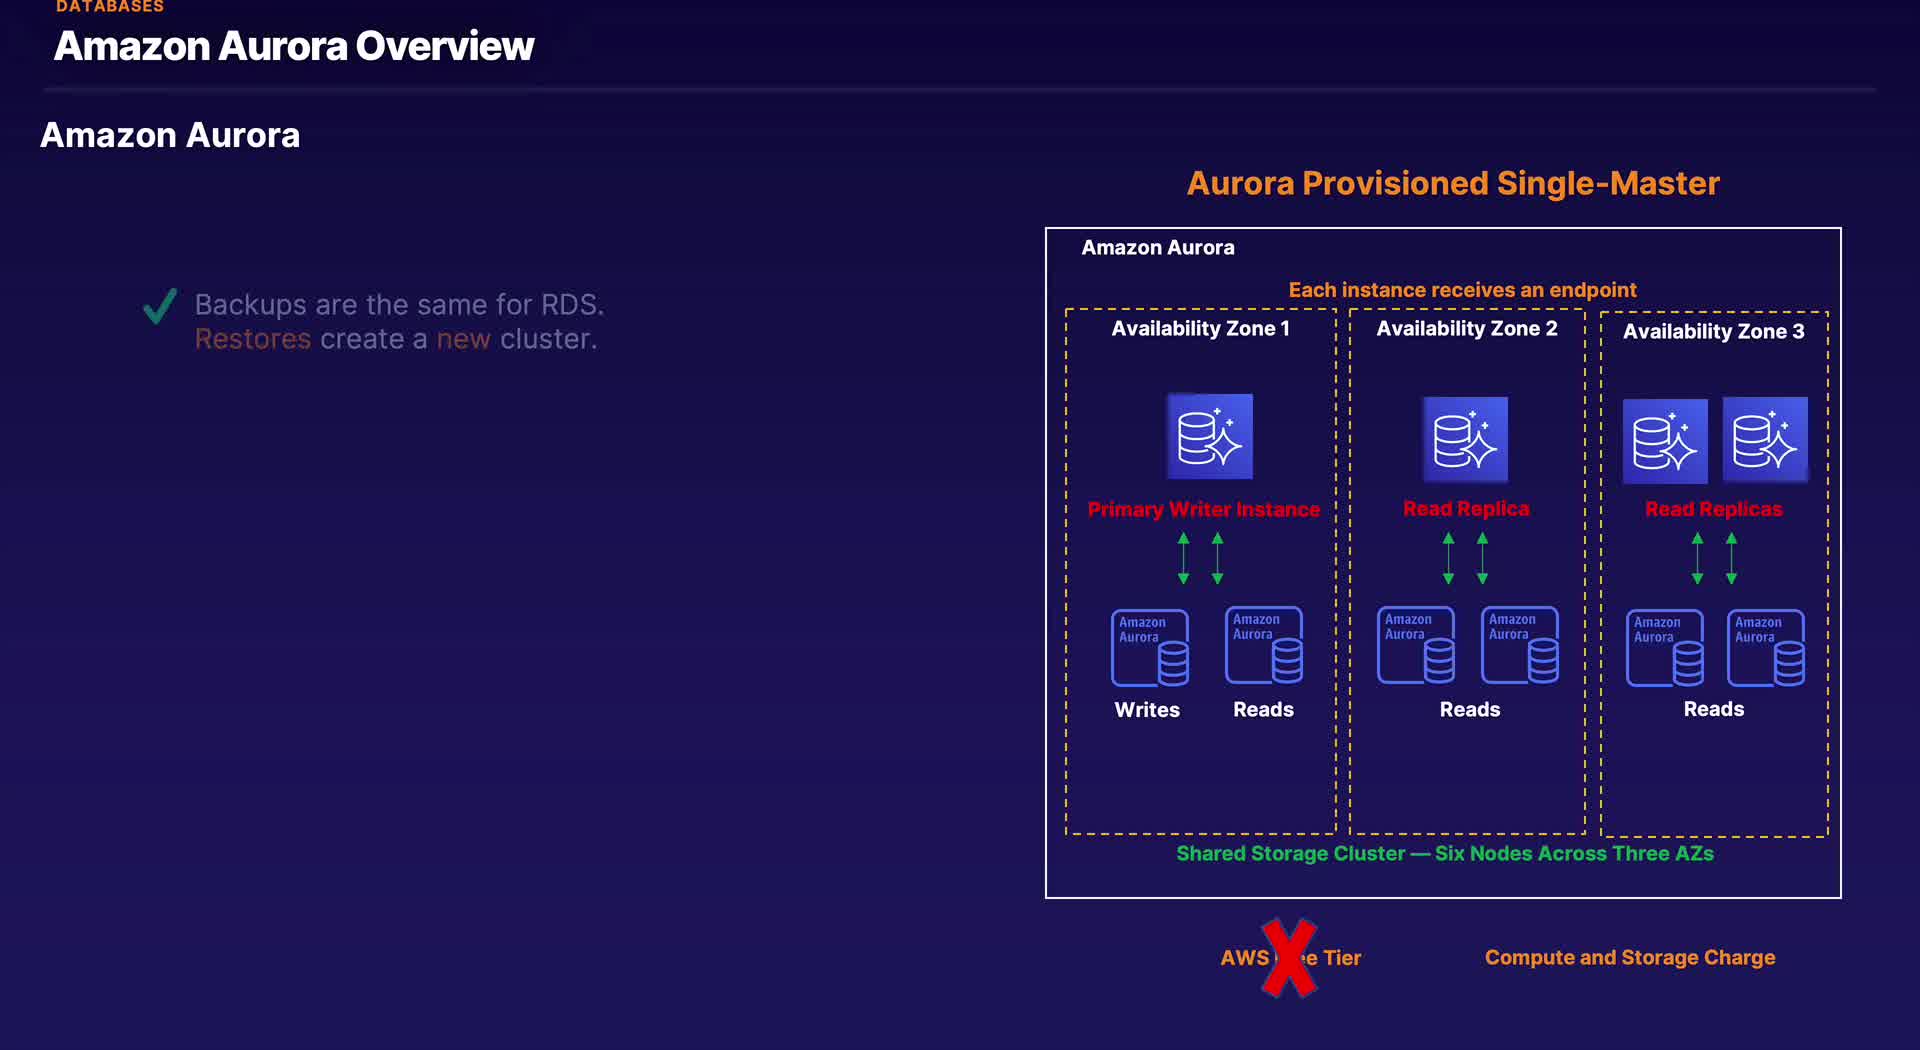 DATABASES
Amazon Aurora Overview
Amazon Aurora
Backups are the same for RDS.
Restores create a new cluster.
Aurora Provisioned Single-Master
Amazon Aurora
Each instance receives an endpoint
Availability Zone 1
Availability Zone 2
Availability Zone 3
Primary Writer Instance
Read Replica
Read Replicas
Amazon
Aurora
Amazon
Aurora
Amazon
Aurora
Amazon
Aurora
Amazon
Aurora
Amazon
Aurora
Writes
Reads
Reads
Reads
Shared Storage Cluster — Six Nodes Across Three AZs
AWS Tier
Compute and Storage Charge